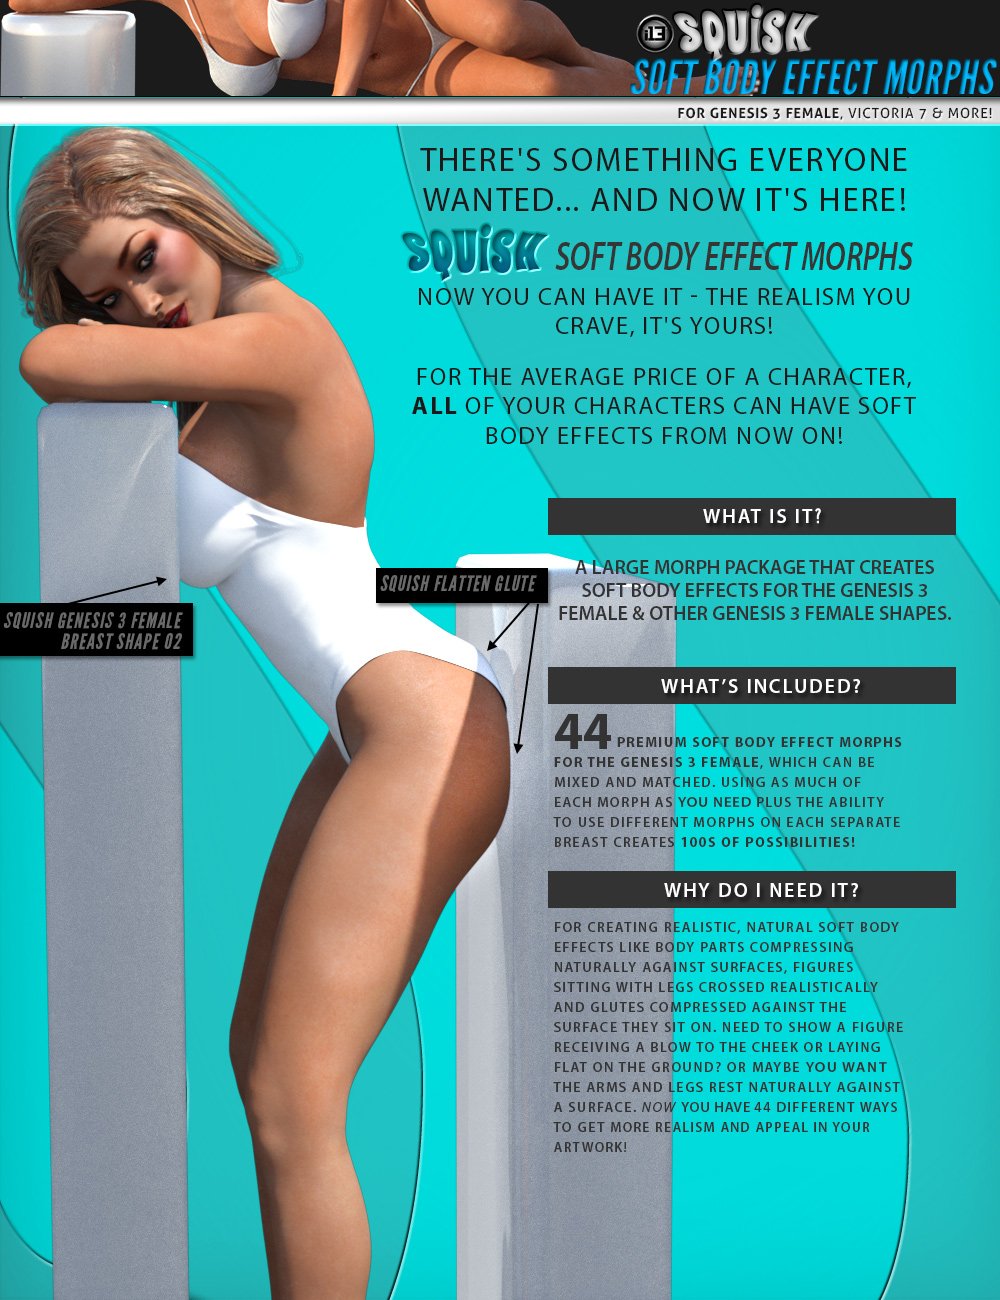 i13 SQUiSH
SOFT BODY EFFECT MORPHS
FOR GENESIS 3 FEMALE, VICTORIA 7 & MORE!
THERE'S SOMETHING EVERYONE
WANTED... AND NOW IT'S HERE!
SQUiSH SOFT BODY EFFECT MORPHS
NOW YOU CAN HAVE IT - THE REALISM YOU
CRAVE, IT'S YOURS!
FOR THE AVERAGE PRICE OF A CHARACTER,
ALL OF YOUR CHARACTERS CAN HAVE SOFT
BODY EFFECTS FROM NOW ON!
WHAT IS IT?
A LARGE MORPH PACKAGE THAT CREATES
SOFT BODY EFFECTS FOR THE GENESIS 3
FEMALE & OTHER GENESIS 3 FEMALE SHAPES.
SQUISH FLATTEN GLUTE
SQUISH GENESIS 3 FEMALE
BREAST SHAPE 02
WHAT'S INCLUDED?
44 PREMIUM SOFT BODY EFFECT MORPHS
FOR THE GENESIS 3 FEMALE, WHICH CAN BE
MIXED AND MATCHED. USING AS MUCH OF
EACH MORPH AS YOU NEED PLUS THE ABILITY
TO USE DIFFERENT MORPHS ON EACH SEPARATE
BREAST CREATES 100S OF POSSIBILITIES!
WHY DO I NEED IT?
FOR CREATING REALISTIC, NATURAL SOFT BODY
EFFECTS LIKE BODY PARTS COMPRESSING
NATURALLY AGAINST SURFACES, FIGURES
SITTING WITH LEGS CROSSED REALISTICALLY
AND GLUTES COMPRESSED AGAINST THE
SURFACE THEY SIT ON. NEED TO SHOW A FIGURE
RECEIVING A BLOW TO THE CHEEK OR LAYING
FLAT ON THE GROUND? OR MAYBE YOU WANT
THE ARMS AND LEGS REST NATURALLY AGAINST
A SURFACE. NOW YOU HAVE 44 DIFFERENT WAYS
TO GET MORE REALISM AND APPEAL IN YOUR
ARTWORK!